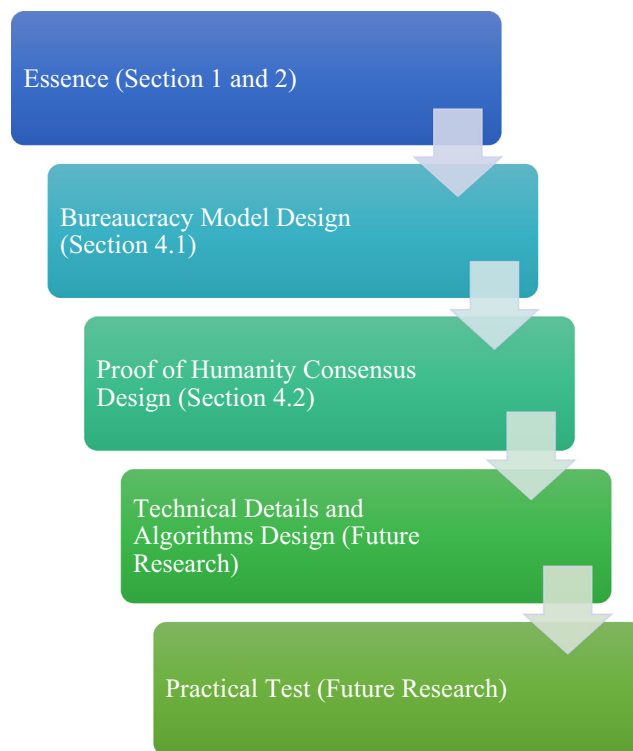 Essence (Section 1 and 2)
Bureaucracy Model Design
(Section 4.1)
Proof of Humanity Consensus
Design (Section 4.2)
Technical Details and
Algorithms Design (Future
Research)
Practical Test (Future Research)